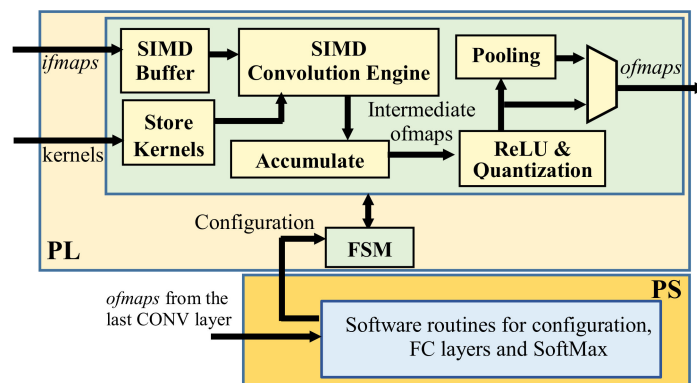 ifmaps
SIMD
Buffer
SIMD
Convolution Engine
Pooling
ofmaps
kernels
Store
Kernels
Intermediate
ofmaps
Accumulate
ReLU &
Quantization
Configuration
PL
FSM
PS
ofmaps from the
last CONV layer
Software routines for configuration,
FC layers and SoftMax